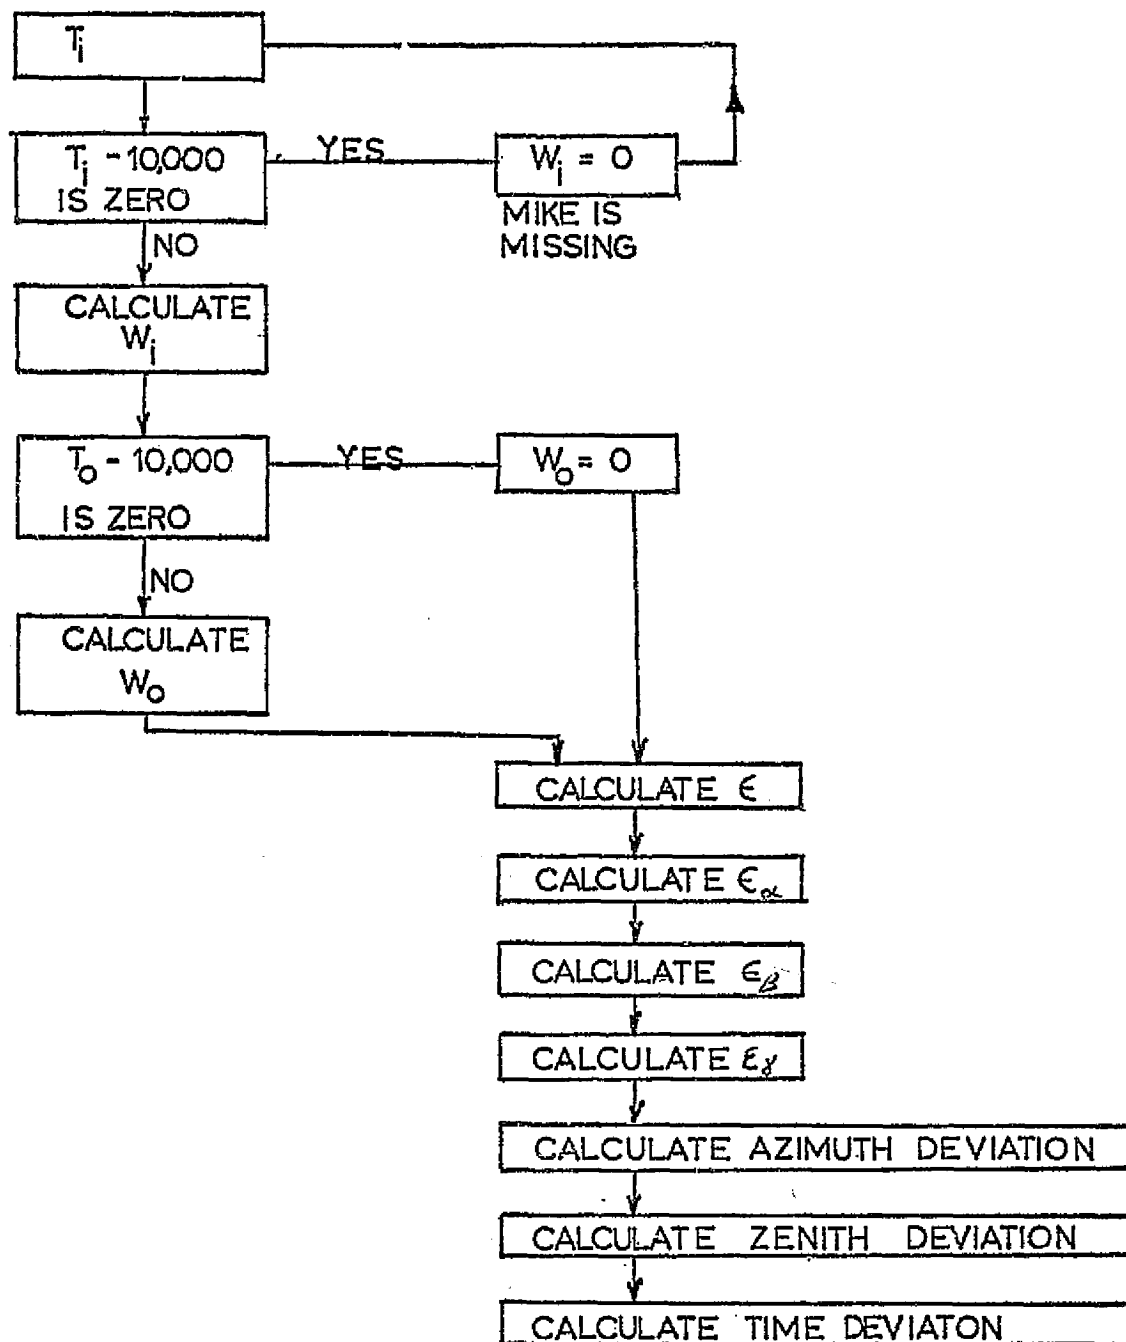 Ti
Ti - 10,000
IS ZERO
YES
Wi = 0
MIKE IS
MISSING
NO
CALCULATE
Wi
To - 10,000
IS ZERO
YES
Wo = 0
NO
CALCULATE
Wo
CALCULATE ϵ
CALCULATE ϵα
CALCULATE ϵβ
CALCULATE εγ
CALCULATE AZIMUTH DEVIATION
CALCULATE ZENITH DEVIATION
CALCULATE TIME DEVIATON